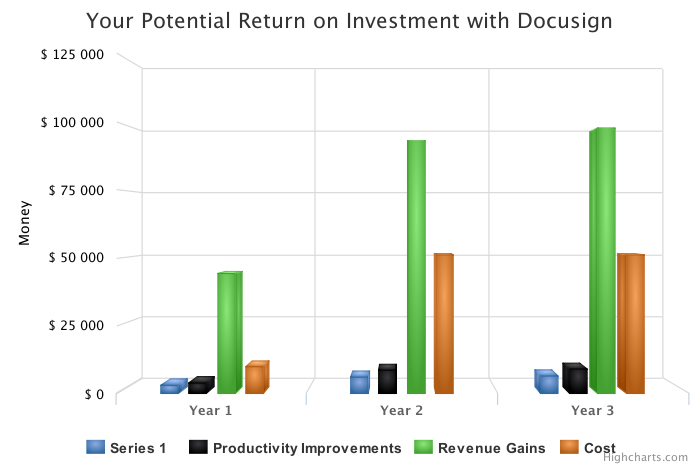 Your Potential Return on Investment with Docusign
$ 125 000
$ 100 000
$ 75 000
$ 50 000
$ 25 000
$ 0
Money
Year 1
Year 2
Year 3
Series 1
Productivity Improvements
Revenue Gains
Cost
Highcharts.com